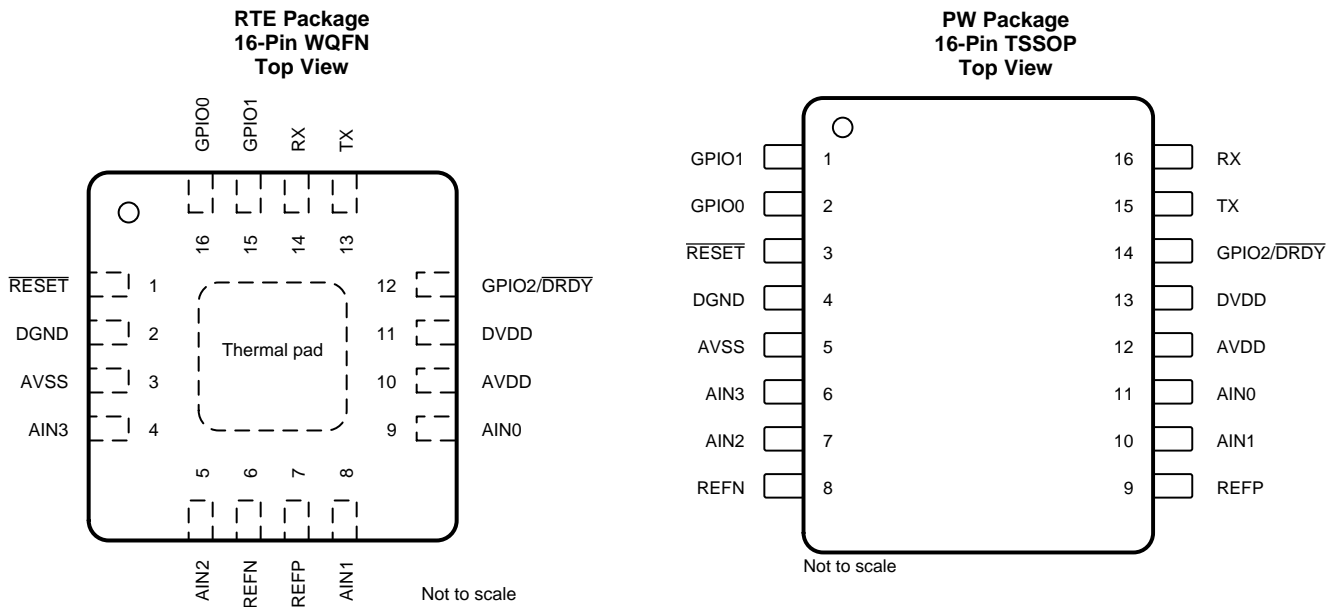 RTE Package
16-Pin WQFN
Top View
GPIO0
GPIO1
RX
TX
16
15
14
13
RESET
1
12
GPIO2/DRDY
DGND
2
11
DVDD
Thermal pad
AVSS
3
10
AVDD
AIN3
4
9
AIN0
5
6
7
8
AIN2
REFN
REFP
AIN1
Not to scale
PW Package
16-Pin TSSOP
Top View
GPIO1
1
16
RX
GPIO0
2
15
TX
RESET
3
14
GPIO2/DRDY
DGND
4
13
DVDD
AVSS
5
12
AVDD
AIN3
6
11
AIN0
AIN2
7
10
AIN1
REFN
8
9
REFP
Not to scale